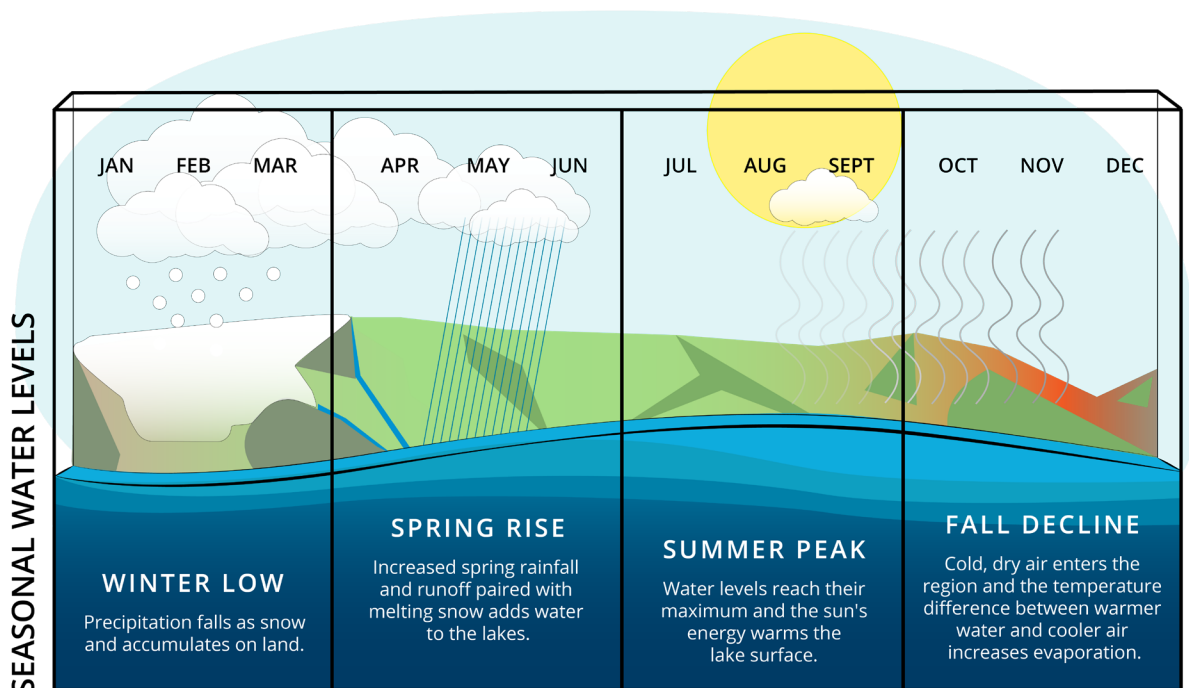 SEASONAL WATER LEVELS
JAN FEB MAR APR MAY JUN JUL AUG SEPT OCT NOV DEC
WINTER LOW
Precipitation falls as snow
and accumulates on land.
SPRING RISE
Increased spring rainfall
and runoff paired with
melting snow adds water
to the lakes.
SUMMER PEAK
Water levels reach their
maximum and the sun's
energy warms the
lake surface.
FALL DECLINE
Cold, dry air enters the
region and the temperature
difference between warmer
water and cooler air
increases evaporation.